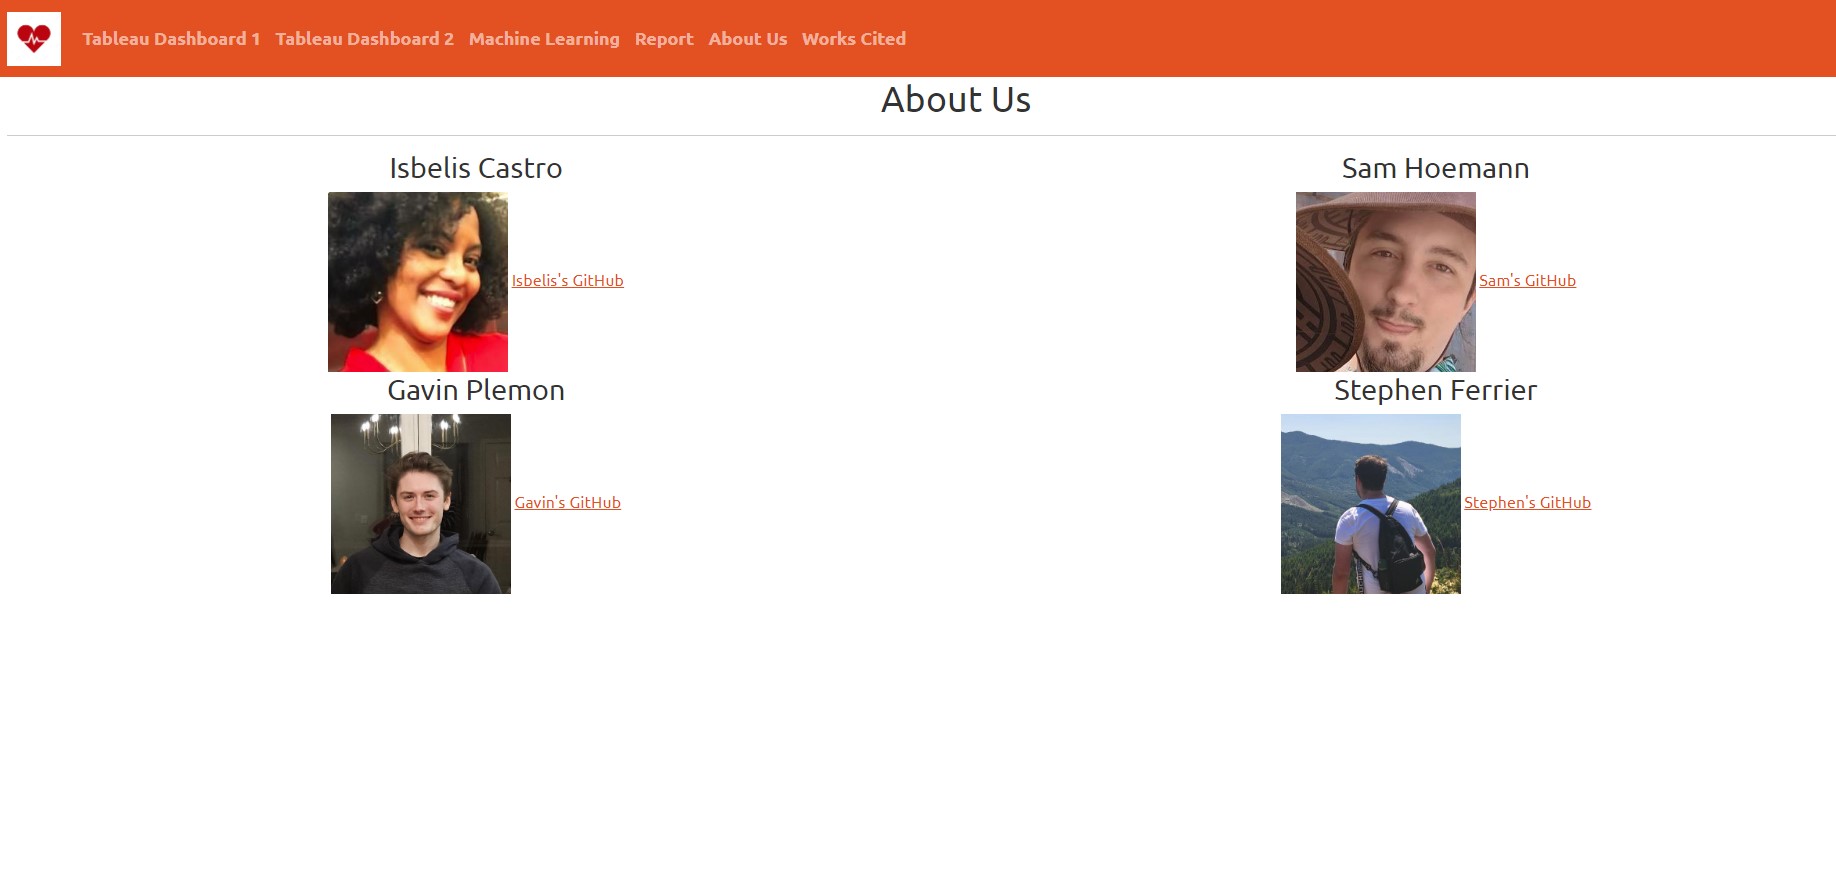 Tableau Dashboard 1 Tableau Dashboard 2 Machine Learning Report About Us Works Cited
About Us
Isbelis Castro
Isbelis's GitHub
Sam Hoemann
Sam's GitHub
Gavin Plemon
Gavin's GitHub
Stephen Ferrier
Stephen's GitHub